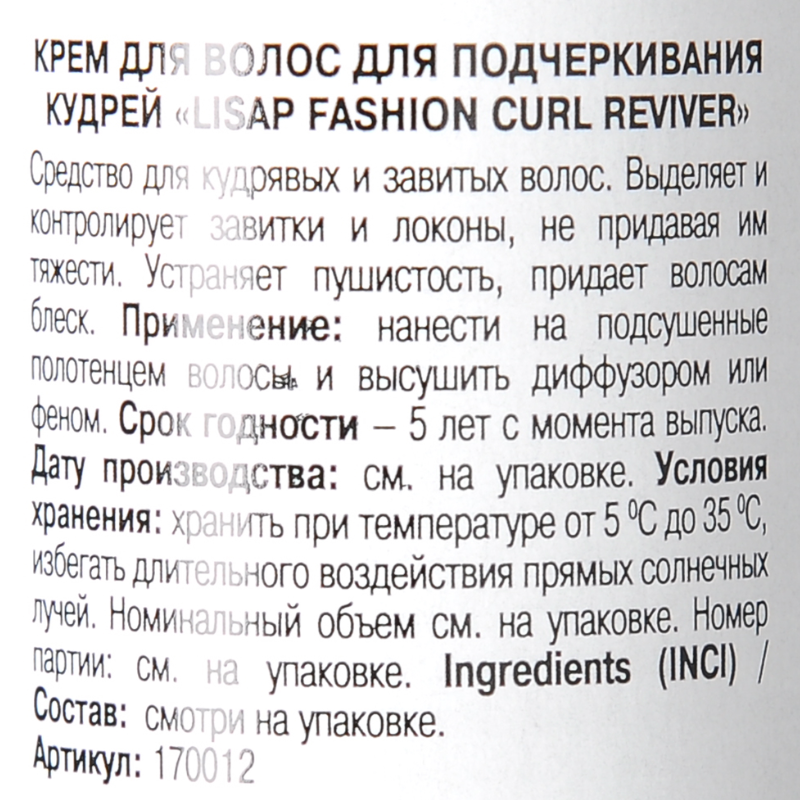 КРЕМ ДЛЯ ВОЛОС ДЛЯ ПОДЧЕРКИВАНИЯ
КУДРЕЙ «LISAP FASHION CURL REVIVER»
Средство для кудрявых и завитых волос. Выделяет и
контролирует завитки и локоны, не придавая им
тяжести. Устраняет пушистость, придает волосам
блеск. Применение: нанести на подсушенные
полотенцем волосы и высушить диффузором или
феном. Срок годности – 5 лет с момента выпуска.
Дату производства: см. на упаковке. Условия
хранения: хранить при температуре от 5 ⁰C до 35 ⁰C,
избегать длительного воздействия прямых солнечных
лучей. Номинальный объем см. на упаковке. Номер
партии: см. на упаковке. Ingredients (INCI) /
Состав: смотри на упаковке.
Артикул: 170012